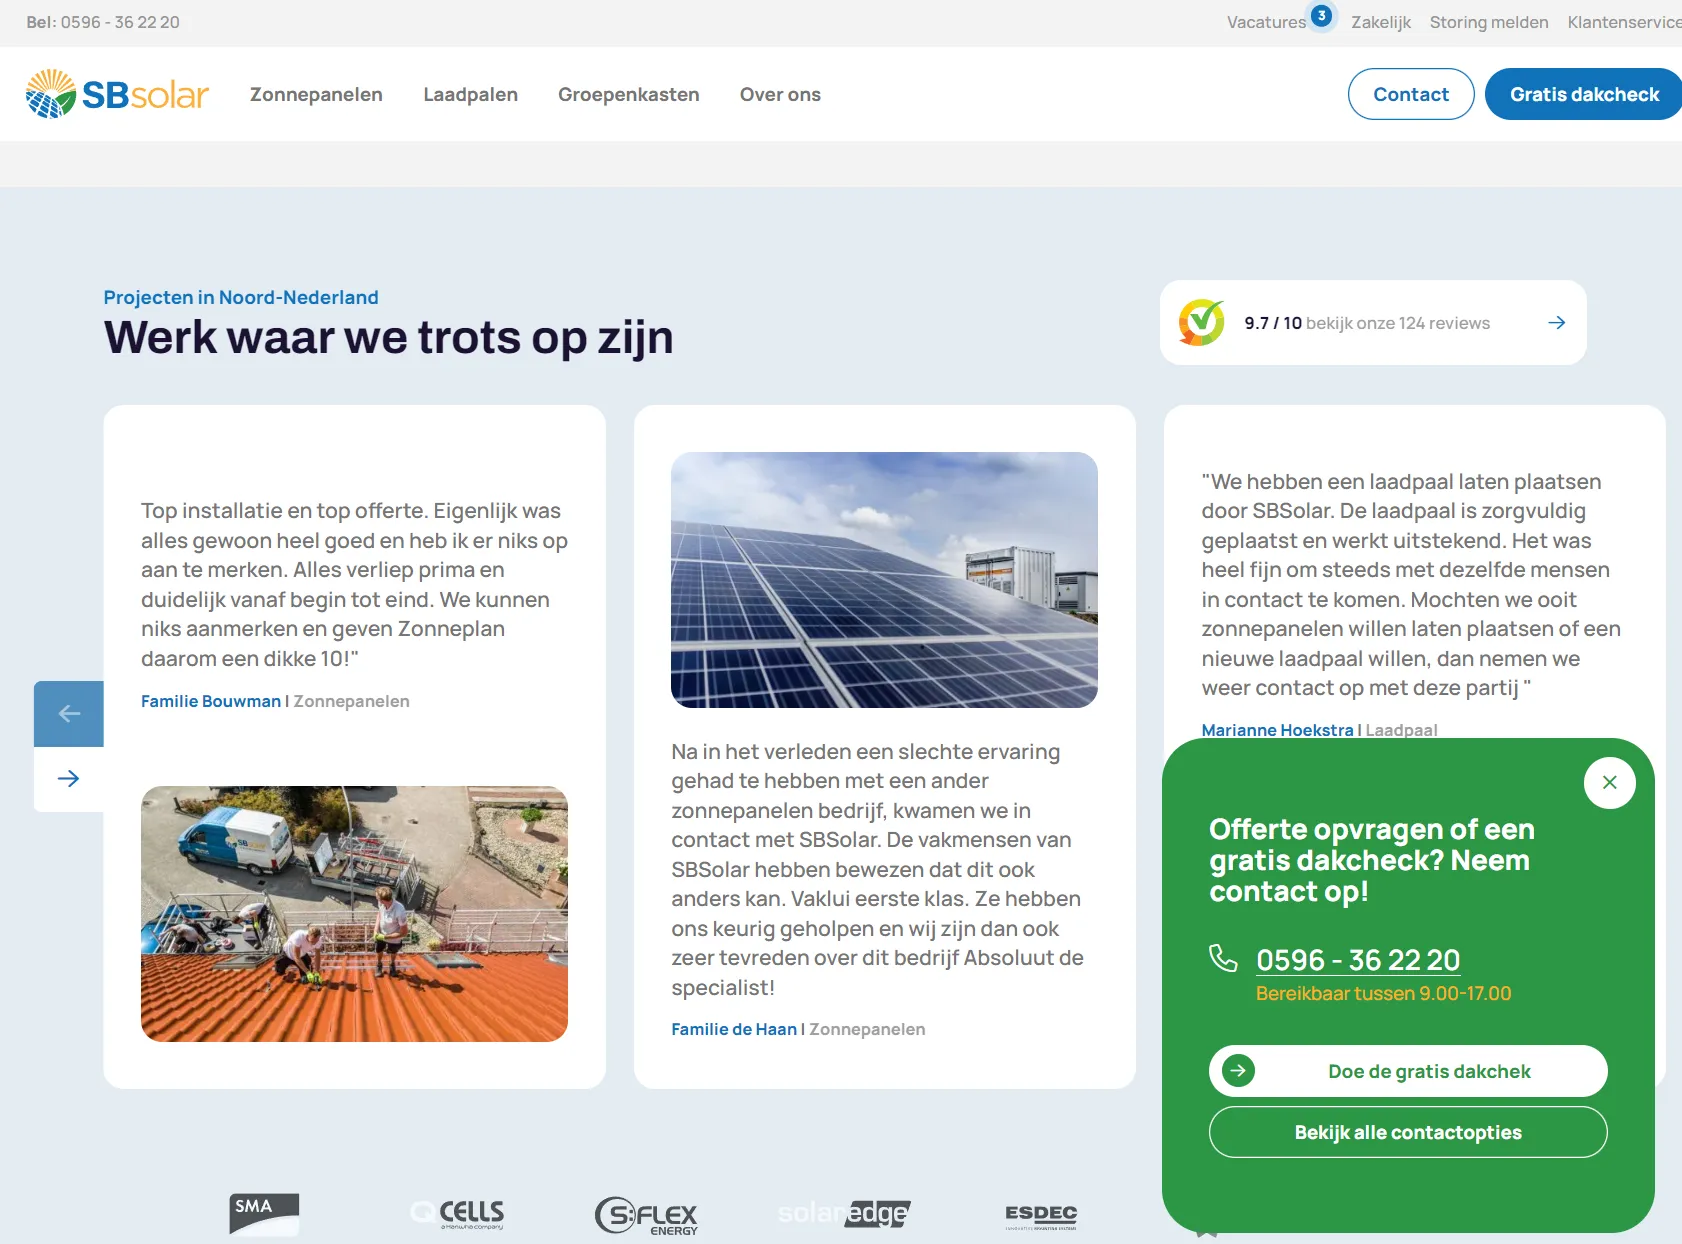 Bel: 0596 - 36 22 20
Vacatures 3 Zakelijk Storing melden Klantenservice
SBsolar Zonnepanelen Laadpalen Groepenkasten Over ons Contact Gratis dakcheck
Projecten in Noord-Nederland
Werk waar we trots op zijn
9.7 / 10 bekijk onze 124 reviews
Top installatie en top offerte. Eigenlijk was
alles gewoon heel goed en heb ik er niks op
aan te merken. Alles verliep prima en
duidelijk vanaf begin tot eind. We kunnen
niks aanmerken en geven Zonneplan
daarom een dikke 10!"
Familie Bouwman | Zonnepanelen
Na in het verleden een slechte ervaring
gehad te hebben met een ander
zonnepanelen bedrijf, kwamen we in
contact met SBSolar. De vakmensen van
SBSolar hebben bewezen dat dit ook
anders kan. Vaklui eerste klas. Ze hebben
ons keurig geholpen en wij zijn dan ook
zeer tevreden over dit bedrijf Absoluut de
specialist!
Familie de Haan | Zonnepanelen
"We hebben een laadpaal laten plaatsen
door SBSolar. De laadpaal is zorgvuldig
geplaatst en werkt uitstekend. Het was
heel fijn om steeds met dezelfde mensen
in contact te komen. Mochten we ooit
zonnepanelen willen laten plaatsen of een
nieuwe laadpaal willen, dan nemen we
weer contact op met deze partij "
Marianne Hoekstra | Laadpaal
Offerte opvragen of een
gratis dakcheck? Neem
contact op!
0596 - 36 22 20
Bereikbaar tussen 9.00-17.00
Doe de gratis dakchek
Bekijk alle contactopties
SMA
Q CELLS
S:FLEX
ENERGY
solaredge
ESDEC